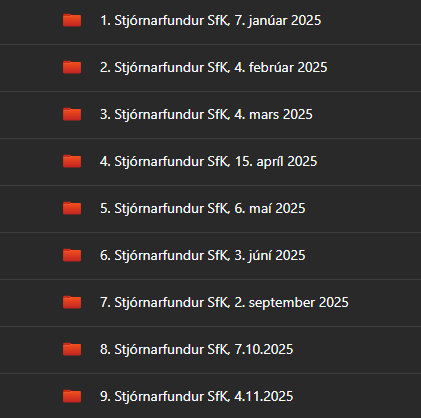 1. Stjórnarfundur SfK, 7. janúar 2025
2. Stjórnarfundur SfK, 4. febrúar 2025
3. Stjórnarfundur SfK, 4. mars 2025
4. Stjórnarfundur SfK, 15. apríl 2025
5. Stjórnarfundur SfK, 6. maí 2025
6. Stjórnarfundur SfK, 3. júní 2025
7. Stjórnarfundur SfK, 2. september 2025
8. Stjórnarfundur SfK, 7.10.2025
9. Stjórnarfundur SfK, 4.11.2025